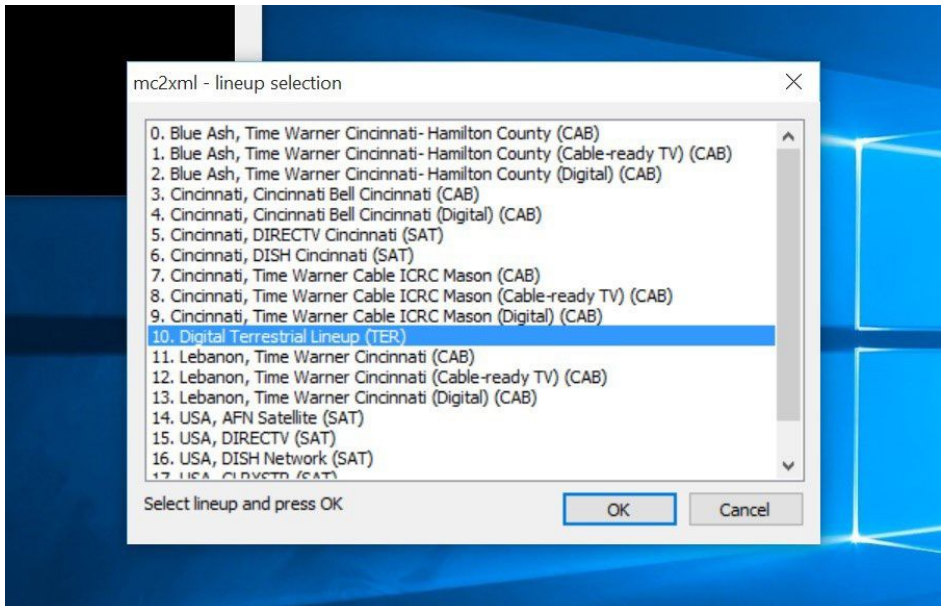 mc2xml - lineup selection
0. Blue Ash, Time Warner Cincinnati- Hamilton County (CAB)
1. Blue Ash, Time Warner Cincinnati- Hamilton County (Cable-ready TV) (CAB)
2. Blue Ash, Time Warner Cincinnati- Hamilton County (Digital) (CAB)
3. Cincinnati, Cincinnati Bell Cincinnati (CAB)
4. Cincinnati, Cincinnati Bell Cincinnati (Digital) (CAB)
5. Cincinnati, DIRECTV Cincinnati (SAT)
6. Cincinnati, DISH Cincinnati (SAT)
7. Cincinnati, Time Warner Cable ICRC Mason (CAB)
8. Cincinnati, Time Warner Cable ICRC Mason (Cable-ready TV) (CAB)
9. Cincinnati, Time Warner Cable ICRC Mason (Digital) (CAB)
10. Digital Terrestrial Lineup (TER)
11. Lebanon, Time Warner Cincinnati (CAB)
12. Lebanon, Time Warner Cincinnati (Cable-ready TV) (CAB)
13. Lebanon, Time Warner Cincinnati (Digital) (CAB)
14. USA, AFN Satellite (SAT)
15. USA, DIRECTV (SAT)
16. USA, DISH Network (SAT)
17. USA, (SAT)
Select lineup and press OK
OK
Cancel